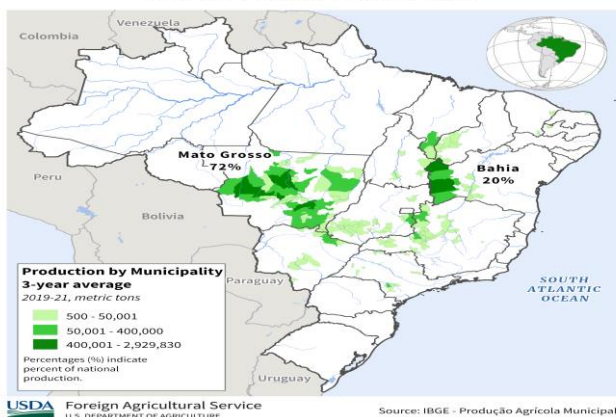 Venezuela
Colombia
Mato Grosso
72%
Bahia
20%
Peru
Bolivia
Paraguay
Uruguay
SOUTH
ATLANTIC
OCEAN
Production by Municipality
3-year average
2019-21, metric tons
500 - 50,001
50,001 - 400,000
400,001 - 2,929,830
Percentages (%) indicate
percent of national
production.
USDA Foreign Agricultural Service
U.S. DEPARTMENT OF AGRICULTURE
Source: IBGE - Produção Agrícola Municipal